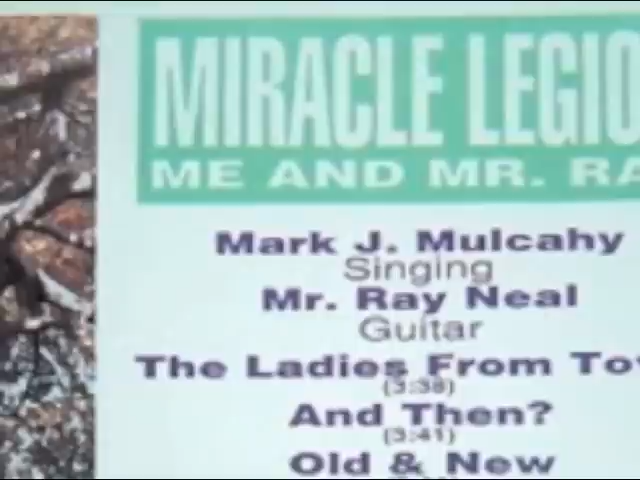 MIRACLE LEGIO
ME AND MR. RA
Mark J. Mulcahy
Singing
Mr. Ray Neal
Guitar
The Ladies From Tow
(3:38)
And Then?
(3:41)
Old & New